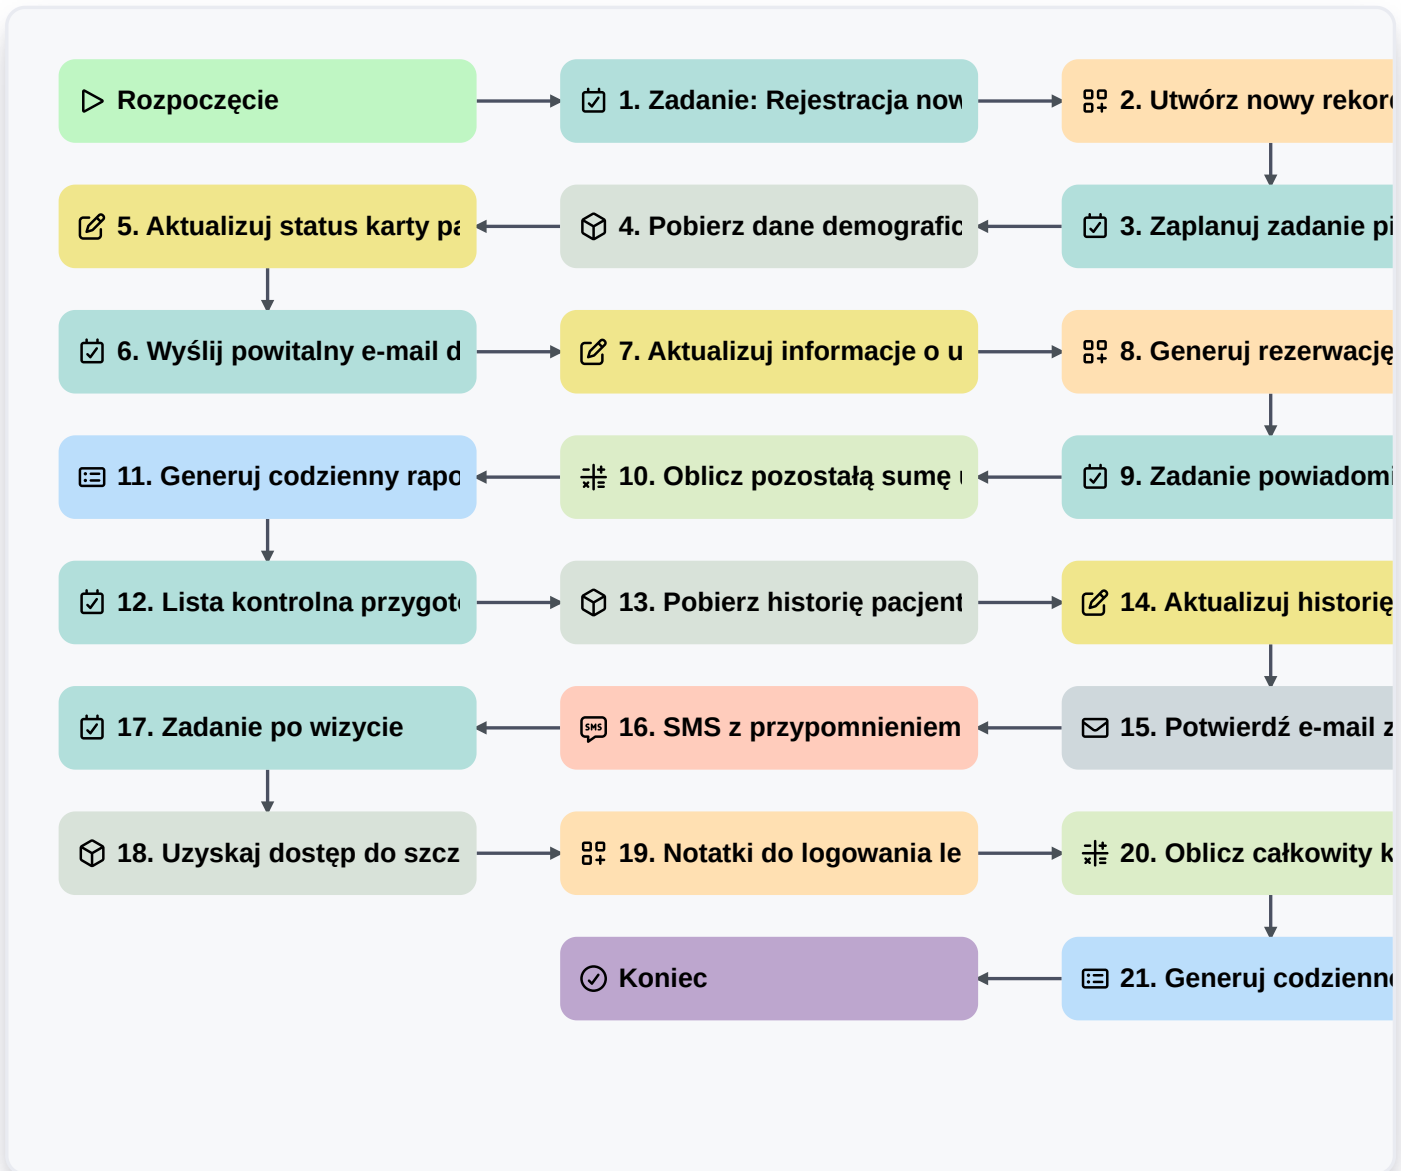 Rozpoczęcie
1. Zadanie: Rejestracja now
2. Utwórz nowy rekord
5. Aktualizuj status karty pa
4. Pobierz dane demografic
3. Zaplanuj zadanie pi
6. Wyślij powitalny e-mail d
7. Aktualizuj informacje o u
8. Generuj rezerwację
11. Generuj codzienny rapo
10. Oblicz pozostałą sumę
9. Zadanie powiadomi
12. Lista kontrolna przygoto
13. Pobierz historię pacjent
14. Aktualizuj historię
17. Zadanie po wizycie
SMS
16. SMS z przypomnieniem
15. Potwierdź e-mail z
18. Uzyskaj dostęp do szcz
19. Notatki do logowania le
20. Oblicz całkowity k
Koniec
21. Generuj codzienne